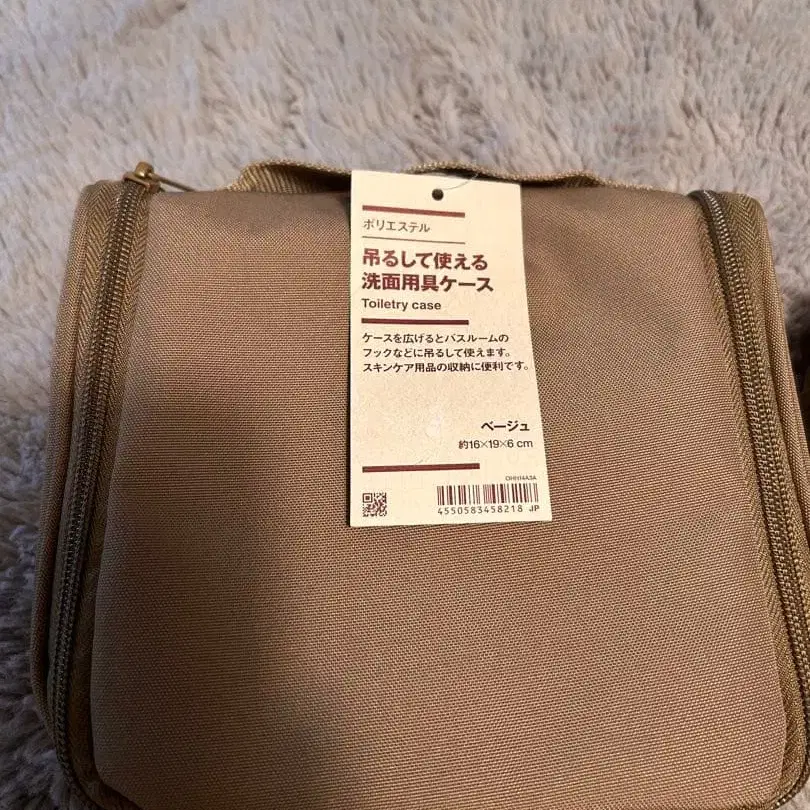 ポリエステル
吊るして使える
洗面用具ケース
Toiletry case
ケースを広げるとバスルームの
フックなどに吊るして使えます。
スキンケア用品の収納に便利です。
ベージュ
約16×19×6 cm
OHN14A3A
4550583458218 JP